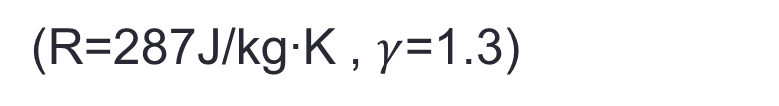 (R=287J/kg·K , γ=1.3)